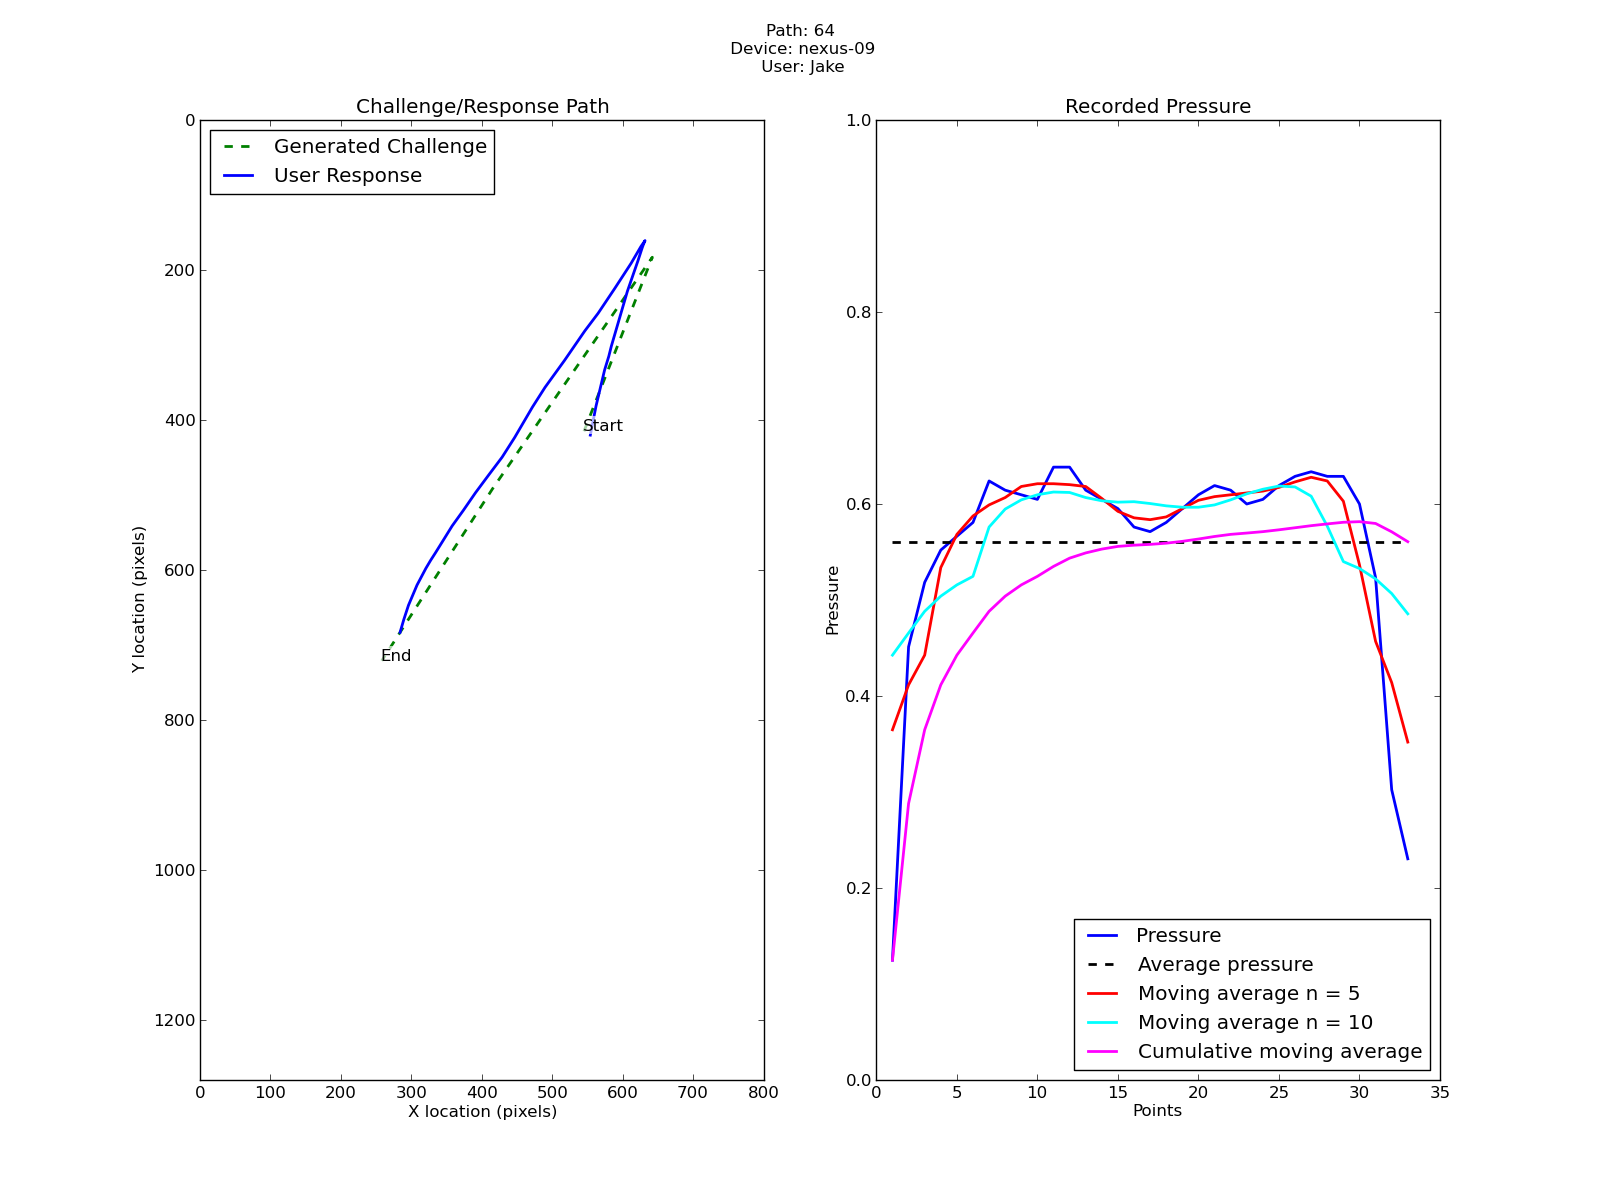 Path: 64
Device: nexus-09
User: Jake
Challenge/Response Path
Generated Challenge
User Response
0
200
400
600
800
1000
1200
Y location (pixels)
Start
End
0 100 200 300 400 500 600 700 800
X location (pixels)
Recorded Pressure
1.0
0.8
0.6
0.4
0.2
0.0
Pressure
Pressure
Average pressure
Moving average n = 5
Moving average n = 10
Cumulative moving average
0 5 10 15 20 25 30 35
Points